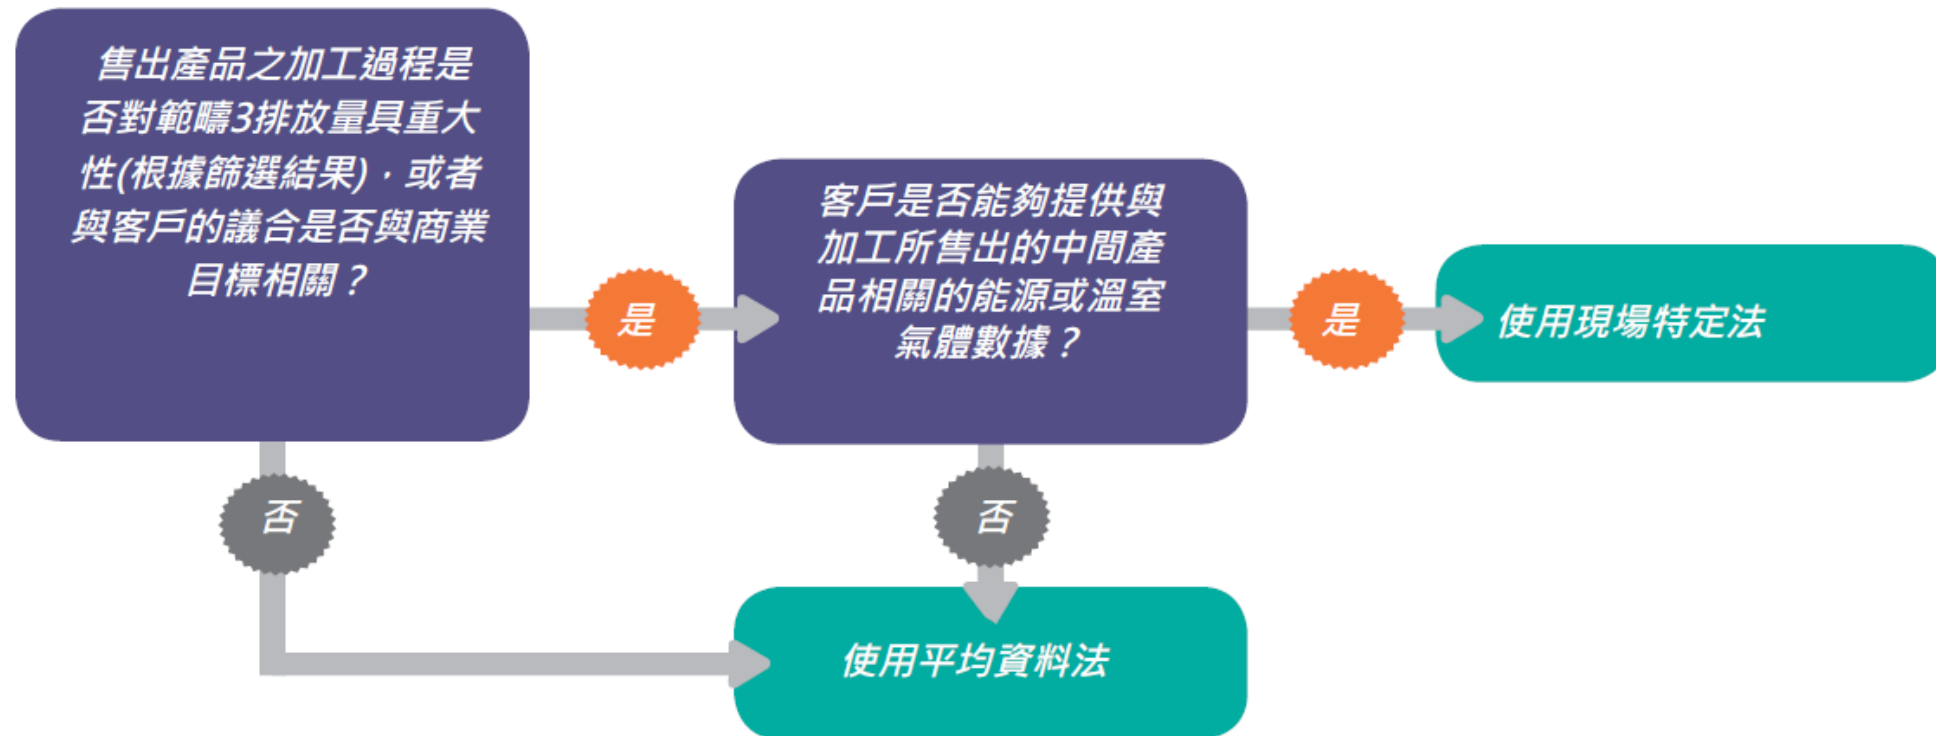 售出產品之加工過程是
否對範疇3排放量具重大
性(根據篩選結果)，或者
與客戶的議合是否與商業
目標相關？
是
客戶是否能夠提供與
加工所售出的中間產
品相關的能源或溫室
氣體數據？
是
使用現場特定法
否
否
使用平均資料法